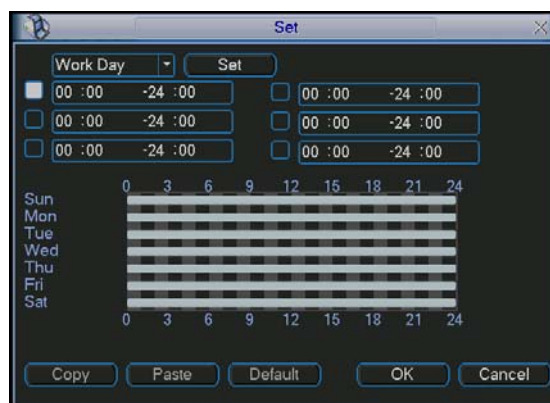 Set
Work Day Set
00 :00 -24 :00 00 :00 -24 :00
00 :00 -24 :00 00 :00 -24 :00
00 :00 -24 :00 00 :00 -24 :00
0 3 6 9 12 15 18 21 24
Sun
Mon
Tue
Wed
Thu
Fri
Sat
0 3 6 9 12 15 18 21 24
Copy Paste Default OK Cancel